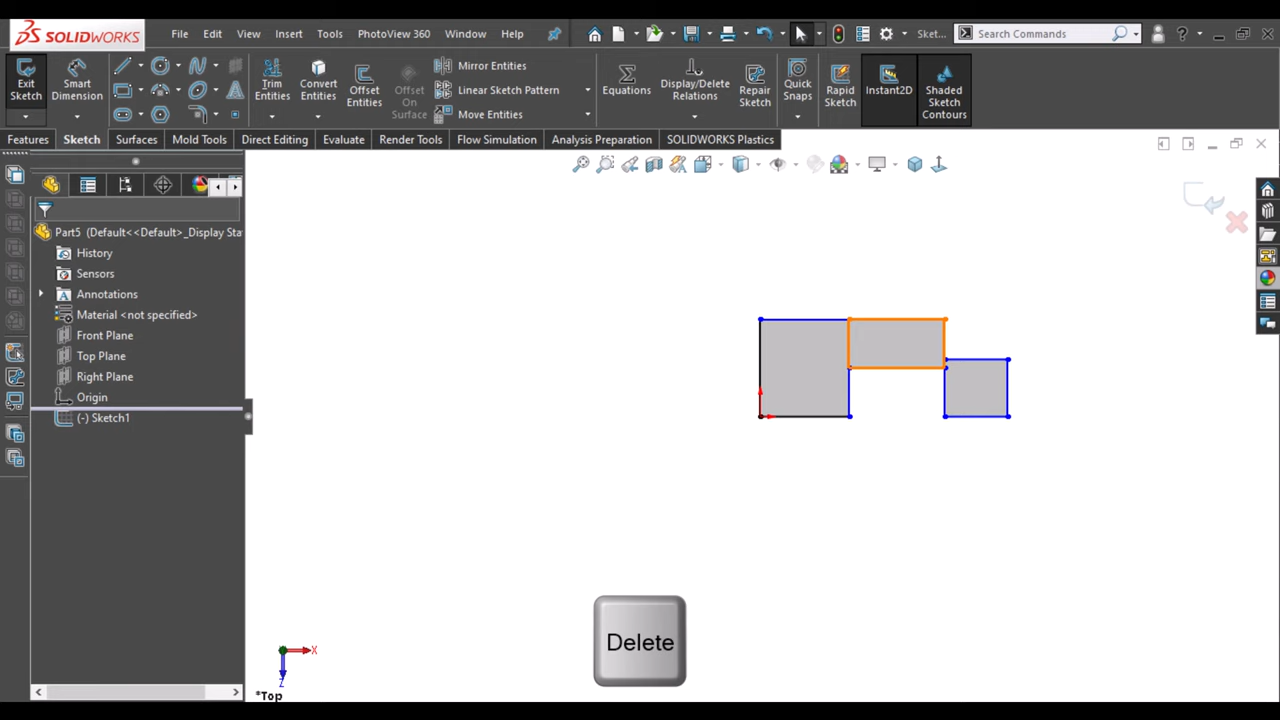 SOLIDWORKS File Edit View Insert Tools PhotoView 360 Window Help Sket... Search Commands ?
Exit Sketch Smart Dimension Trim Entities Convert Entities Offset Entities Offset On Surface Mirror Entities Linear Sketch Pattern Move Entities Equations Display/Delete Relations Repair Sketch Quick Snaps Rapid Sketch Instant2D Shaded Sketch Contours
Features Sketch Surfaces Mold Tools Direct Editing Evaluate Render Tools Flow Simulation Analysis Preparation SOLIDWORKS Plastics
Part5 (Default<<Default>_Display Sta
History
Sensors
A Annotations
Material <not specified>
Front Plane
Top Plane
Right Plane
Origin
(-) Sketch1
Delete
X
Z
*Top